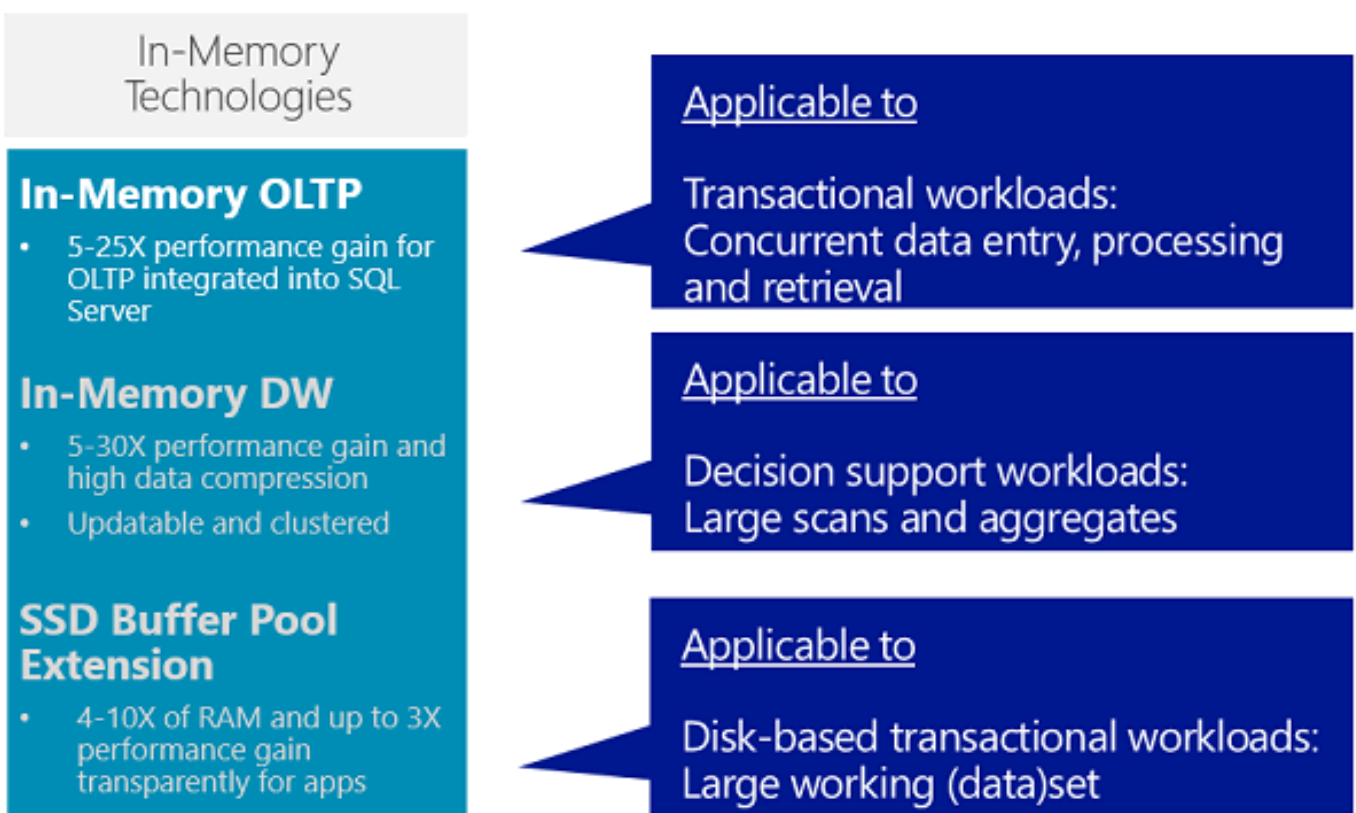 In-Memory
Technologies
In-Memory OLTP
• 5-25X performance gain for
OLTP integrated into SQL
Server
In-Memory DW
• 5-30X performance gain and
high data compression
• Updatable and clustered
SSD Buffer Pool
Extension
• 4-10X of RAM and up to 3X
performance gain
transparently for apps
Applicable to
Transactional workloads:
Concurrent data entry, processing
and retrieval
Applicable to
Decision support workloads:
Large scans and aggregates
Applicable to
Disk-based transactional workloads:
Large working (data)set